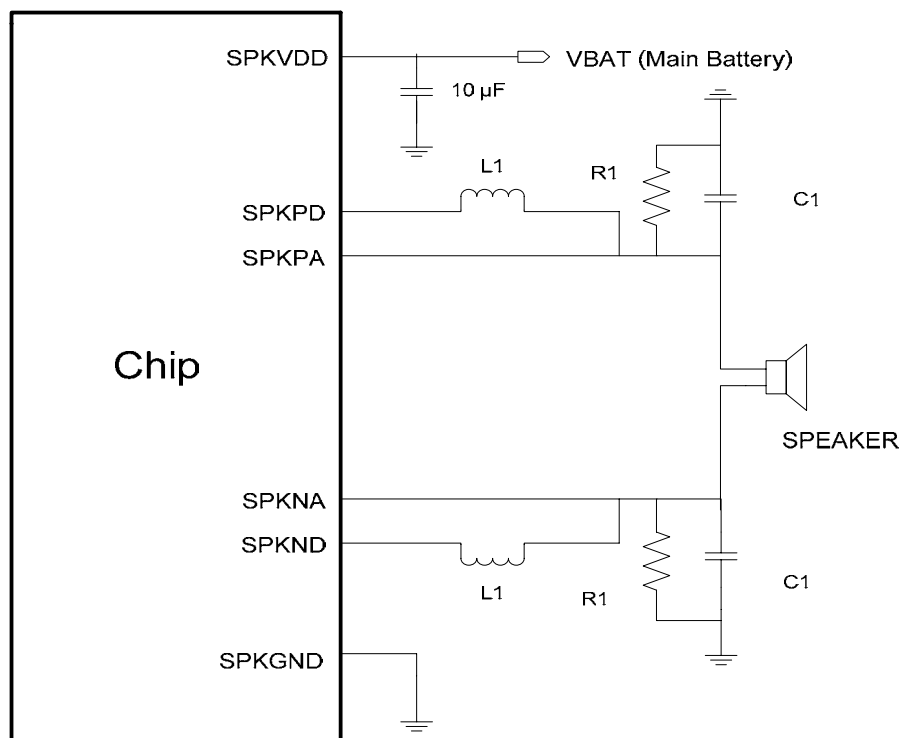 SPKVDD
VBAT (Main Battery)
10 µF
L1
R1
C1
SPKPD
SPKPA
Chip
SPEAKER
SPKNA
SPKND
L1
R1
C1
SPKGND